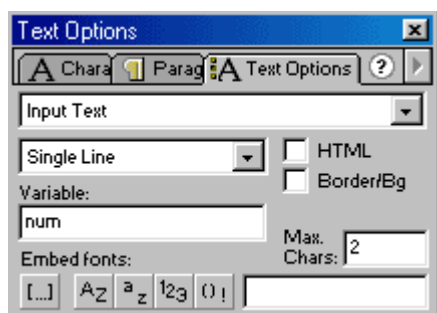 Text Options
A Chara Parag A Text Options ?
Input Text
Single Line
HTML
Border/Bg
Variable:
num
Max. Chars: 2
Embed fonts:
[...] AZ az 123 () !